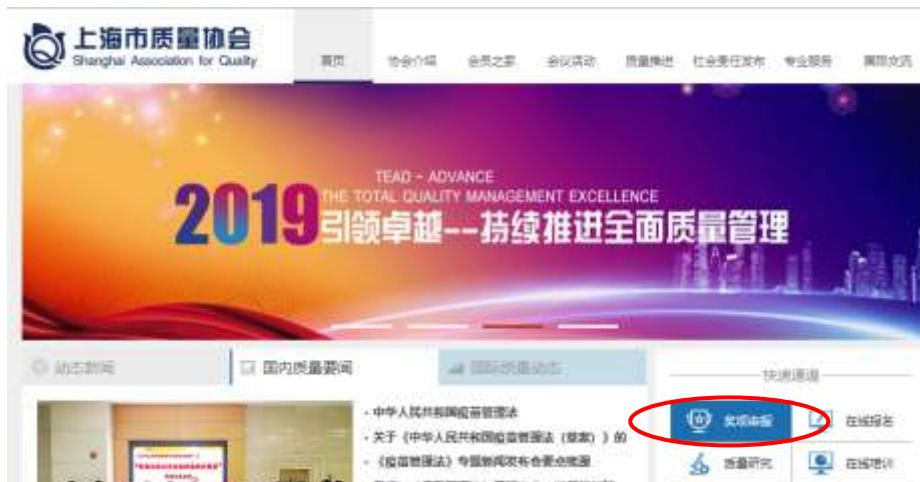 上海市质量协会
Shanghai Association for Quality
首页 协会介绍 会员之家 会议活动 质量推进 社会责任发布 专业服务 国际交流
TEAD - ADVANCE
THE TOTAL QUALITY MANAGEMENT EXCELLENCE
2019
引领卓越--持续推进全面质量管理
动态新闻 国内质量要闻 国际质量动态
快速通道
· 中华人民共和国疫苗管理法
· 关于《中华人民共和国疫苗管理法（草案）》的
· 《疫苗管理法》专题新闻发布会要点梳理
奖项申报 在线报名
质量研究 在线培训